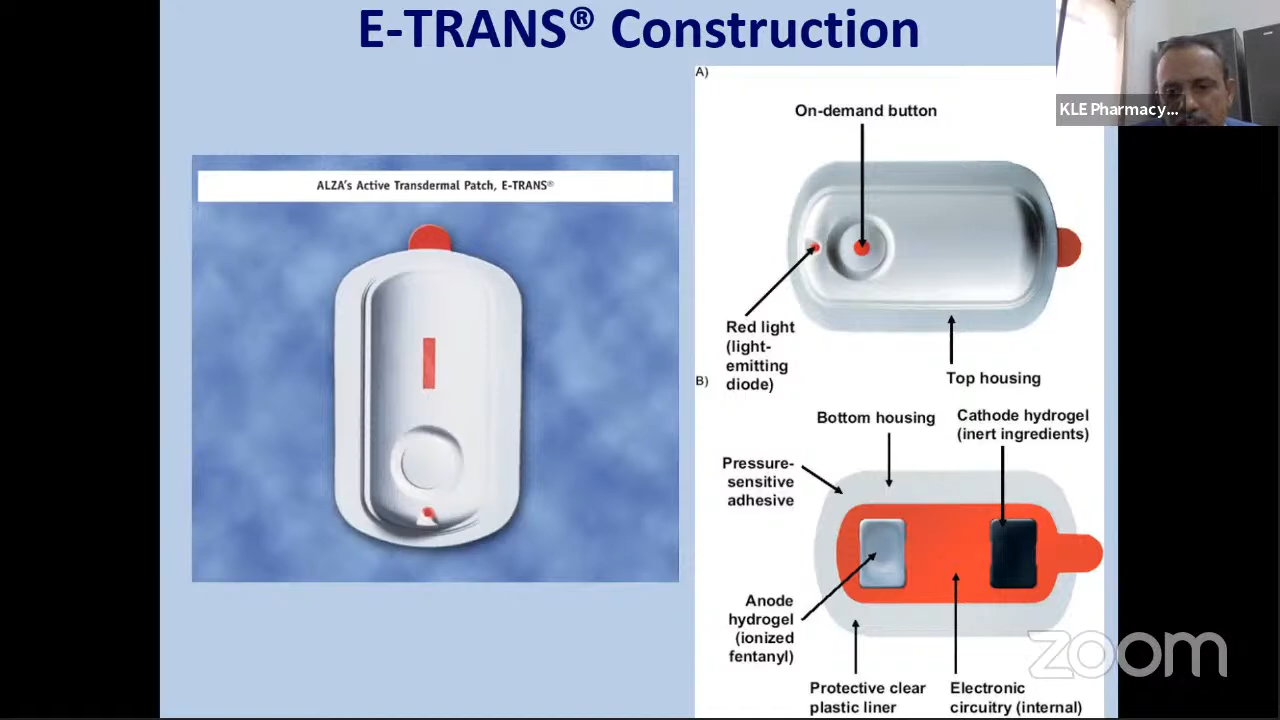 E-TRANS® Construction
KLE Pharmacy...
ALZA's Active Transdermal Patch, E-TRANS®
A)
On-demand button
Red light
(light-
emitting
diode)
Top housing
B)
Bottom housing
Cathode hydrogel
(inert ingredients)
Pressure-
sensitive
adhesive
Anode
hydrogel
(ionized
fentanyl)
Protective clear
plastic liner
Electronic
circuitry (internal)
zoom